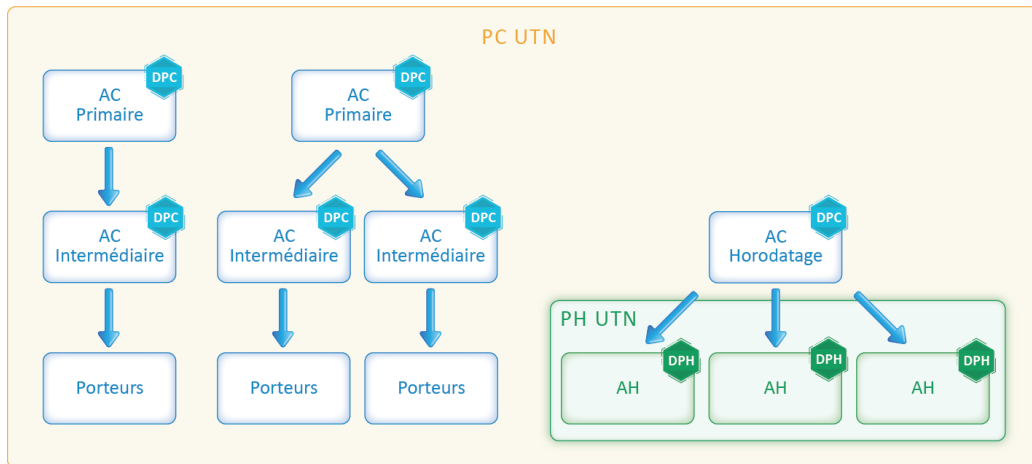 PC UTN
DPC
AC
Primaire
DPC
AC
Primaire
DPC
AC
Intermédiaire
DPC
AC
Intermédiaire
DPC
AC
Intermédiaire
DPC
AC
Horodatage
PH UTN
Porteurs
Porteurs
Porteurs
DPH
AH
DPH
AH
DPH
AH